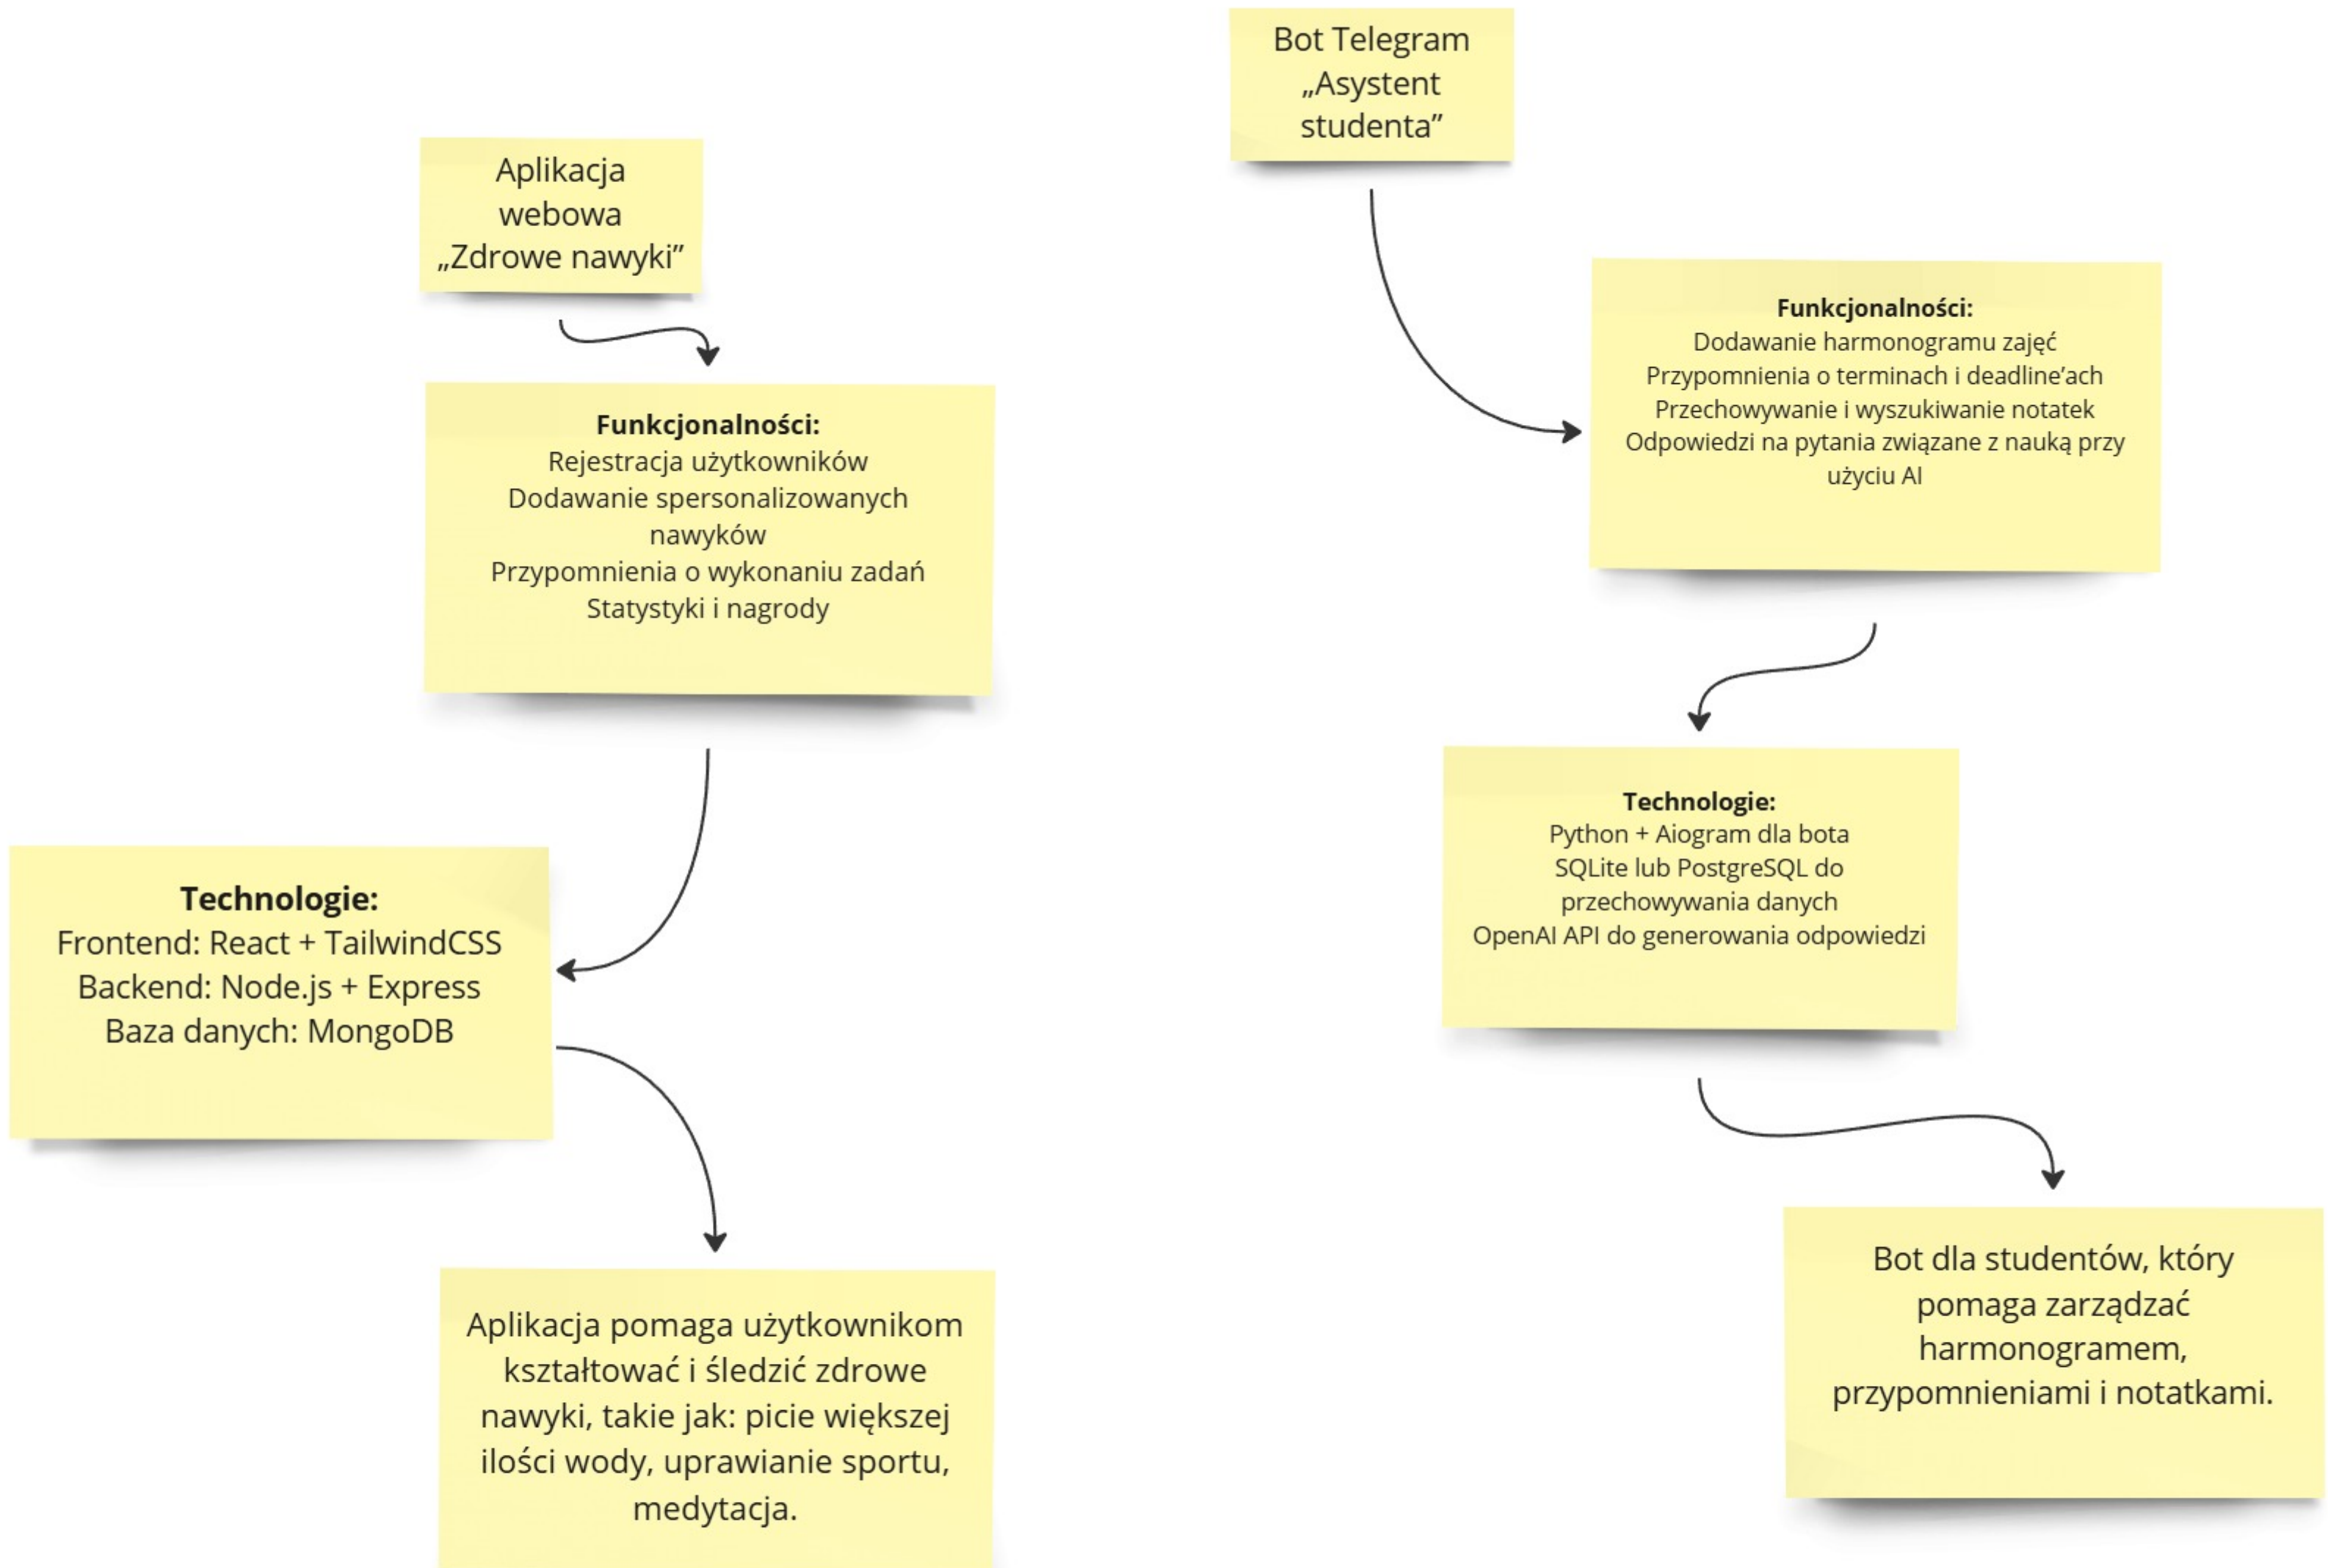 Aplikacja
webowa
„Zdrowe nawyki”
Funkcjonalności:
Rejestracja użytkowników
Dodawanie spersonalizowanych
nawyków
Przypomnienia o wykonaniu zadań
Statystyki i nagrody
Technologie:
Frontend: React + TailwindCSS
Backend: Node.js + Express
Baza danych: MongoDB
Aplikacja pomaga użytkownikom
kształtować i śledzić zdrowe
nawyki, takie jak: picie większej
ilości wody, uprawianie sportu,
medytacja.
Bot Telegram
„Asystent
studenta”
Funkcjonalności:
Dodawanie harmonogramu zajęć
Przypomnienia o terminach i deadline’ach
Przechowywanie i wyszukiwanie notatek
Odpowiedzi na pytania związane z nauką przy
użyciu AI
Technologie:
Python + Aiogram dla bota
SQLite lub PostgreSQL do
przechowywania danych
OpenAI API do generowania odpowiedzi
Bot dla studentów, który
pomaga zarządzać
harmonogramem,
przypomnieniami i notatkami.